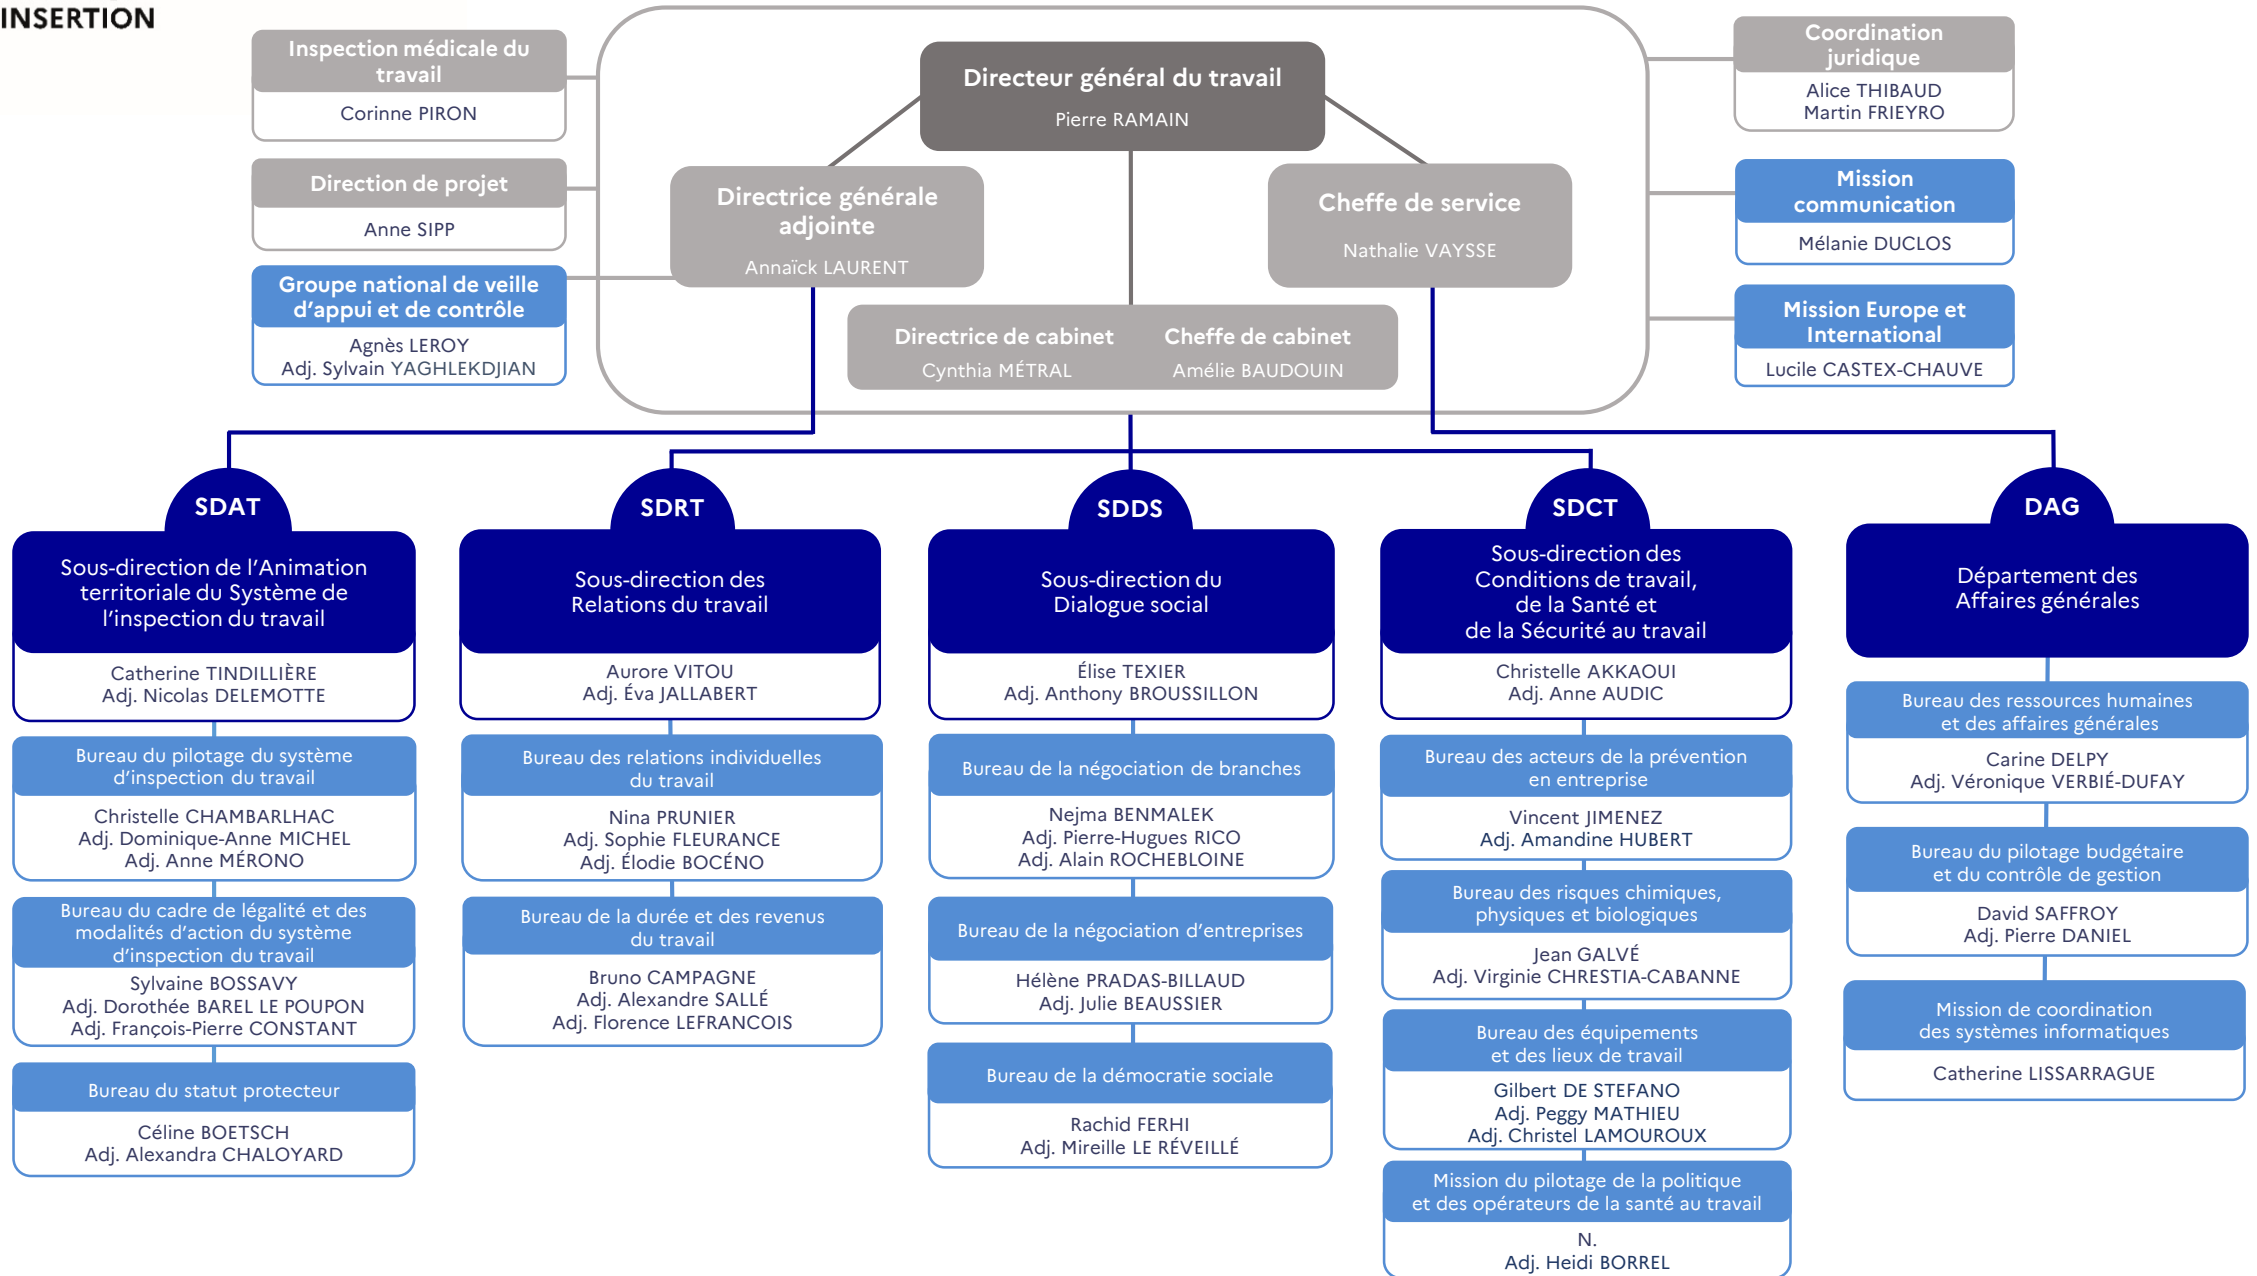 INSERTION
Inspection médicale du
travail
Corinne PIRON
Direction de projet
Anne SIPP
Groupe national de veille
d’appui et de contrôle
Agnès LEROY
Adj. Sylvain YAGHLEKDJIAN
Directeur général du travail
Pierre RAMAIN
Directrice générale
adjointe
Annaïck LAURENT
Cheffe de service
Nathalie VAYSSE
Directrice de cabinet
Cynthia MÉTRAL
Cheffe de cabinet
Amélie BAUDOUIN
Coordination
juridique
Alice THIBAUD
Martin FRIEYRO
Mission
communication
Mélanie DUCLOS
Mission Europe et
International
Lucile CASTEX-CHAUVE
SDAT
Sous-direction de l’Animation
territoriale du Système de
l’inspection du travail
Catherine TINDILLIÈRE
Adj. Nicolas DELEMOTTE
Bureau du pilotage du système
d’inspection du travail
Christelle CHAMBARLHAC
Adj. Dominique-Anne MICHEL
Adj. Anne MÉRONO
Bureau du cadre de légalité et des
modalités d’action du système
d’inspection du travail
Sylvaine BOSSAVY
Adj. Dorothée BAREL LE POUPON
Adj. François-Pierre CONSTANT
Bureau du statut protecteur
Céline BOETSCH
Adj. Alexandra CHALOYARD
SDRT
Sous-direction des
Relations du travail
Aurore VITOU
Adj. Éva JALLABERT
Bureau des relations individuelles
du travail
Nina PRUNIER
Adj. Sophie FLEURANCE
Adj. Élodie BOCÉNO
Bureau de la durée et des revenus
du travail
Bruno CAMPAGNE
Adj. Alexandre SALLÉ
Adj. Florence LEFRANCOIS
SDDS
Sous-direction du
Dialogue social
Élise TEXIER
Adj. Anthony BROUSSILLON
Bureau de la négociation de branches
Nejma BENMALEK
Adj. Pierre-Hugues RICO
Adj. Alain ROCHEBLOINE
Bureau de la négociation d’entreprises
Hélène PRADAS-BILLAUD
Adj. Julie BEAUSSIER
Bureau de la démocratie sociale
Rachid FERHI
Adj. Mireille LE RÉVEILLÉ
SDCT
Sous-direction des
Conditions de travail,
de la Santé et
de la Sécurité au travail
Christelle AKKAOUI
Adj. Anne AUDIC
Bureau des acteurs de la prévention
en entreprise
Vincent JIMENEZ
Adj. Amandine HUBERT
Bureau des risques chimiques,
physiques et biologiques
Jean GALVÉ
Adj. Virginie CHRESTIA-CABANNE
Bureau des équipements
et des lieux de travail
Gilbert DE STEFANO
Adj. Peggy MATHIEU
Adj. Christel LAMOUROUX
Mission du pilotage de la politique
et des opérateurs de la santé au travail
N.
Adj. Heidi BORREL
DAG
Département des
Affaires générales
Bureau des ressources humaines
et des affaires générales
Carine DELPY
Adj. Véronique VERBIÉ-DUFAY
Bureau du pilotage budgétaire
et du contrôle de gestion
David SAFFROY
Adj. Pierre DANIEL
Mission de coordination
des systèmes informatiques
Catherine LISSARRAGUE